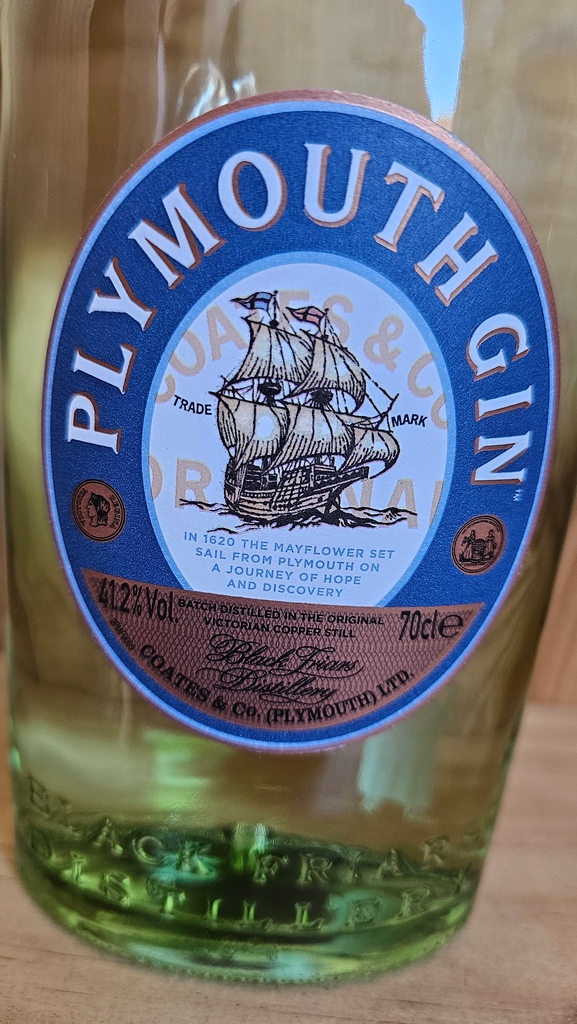 PLYMOUTH GIN
COATES & CO
TRADE MARK
ORIGINAL
IN 1620 THE MAYFLOWER SET
SAIL FROM PLYMOUTH ON
A JOURNEY OF HOPE
AND DISCOVERY
41.2% Vol.
BATCH DISTILLED IN THE ORIGINAL
VICTORIAN COPPER STILL
70cl e
Black Friars
Distillery
COATES & Co. (PLYMOUTH) LTD.
BLACK FRIARS
DISTILLERY